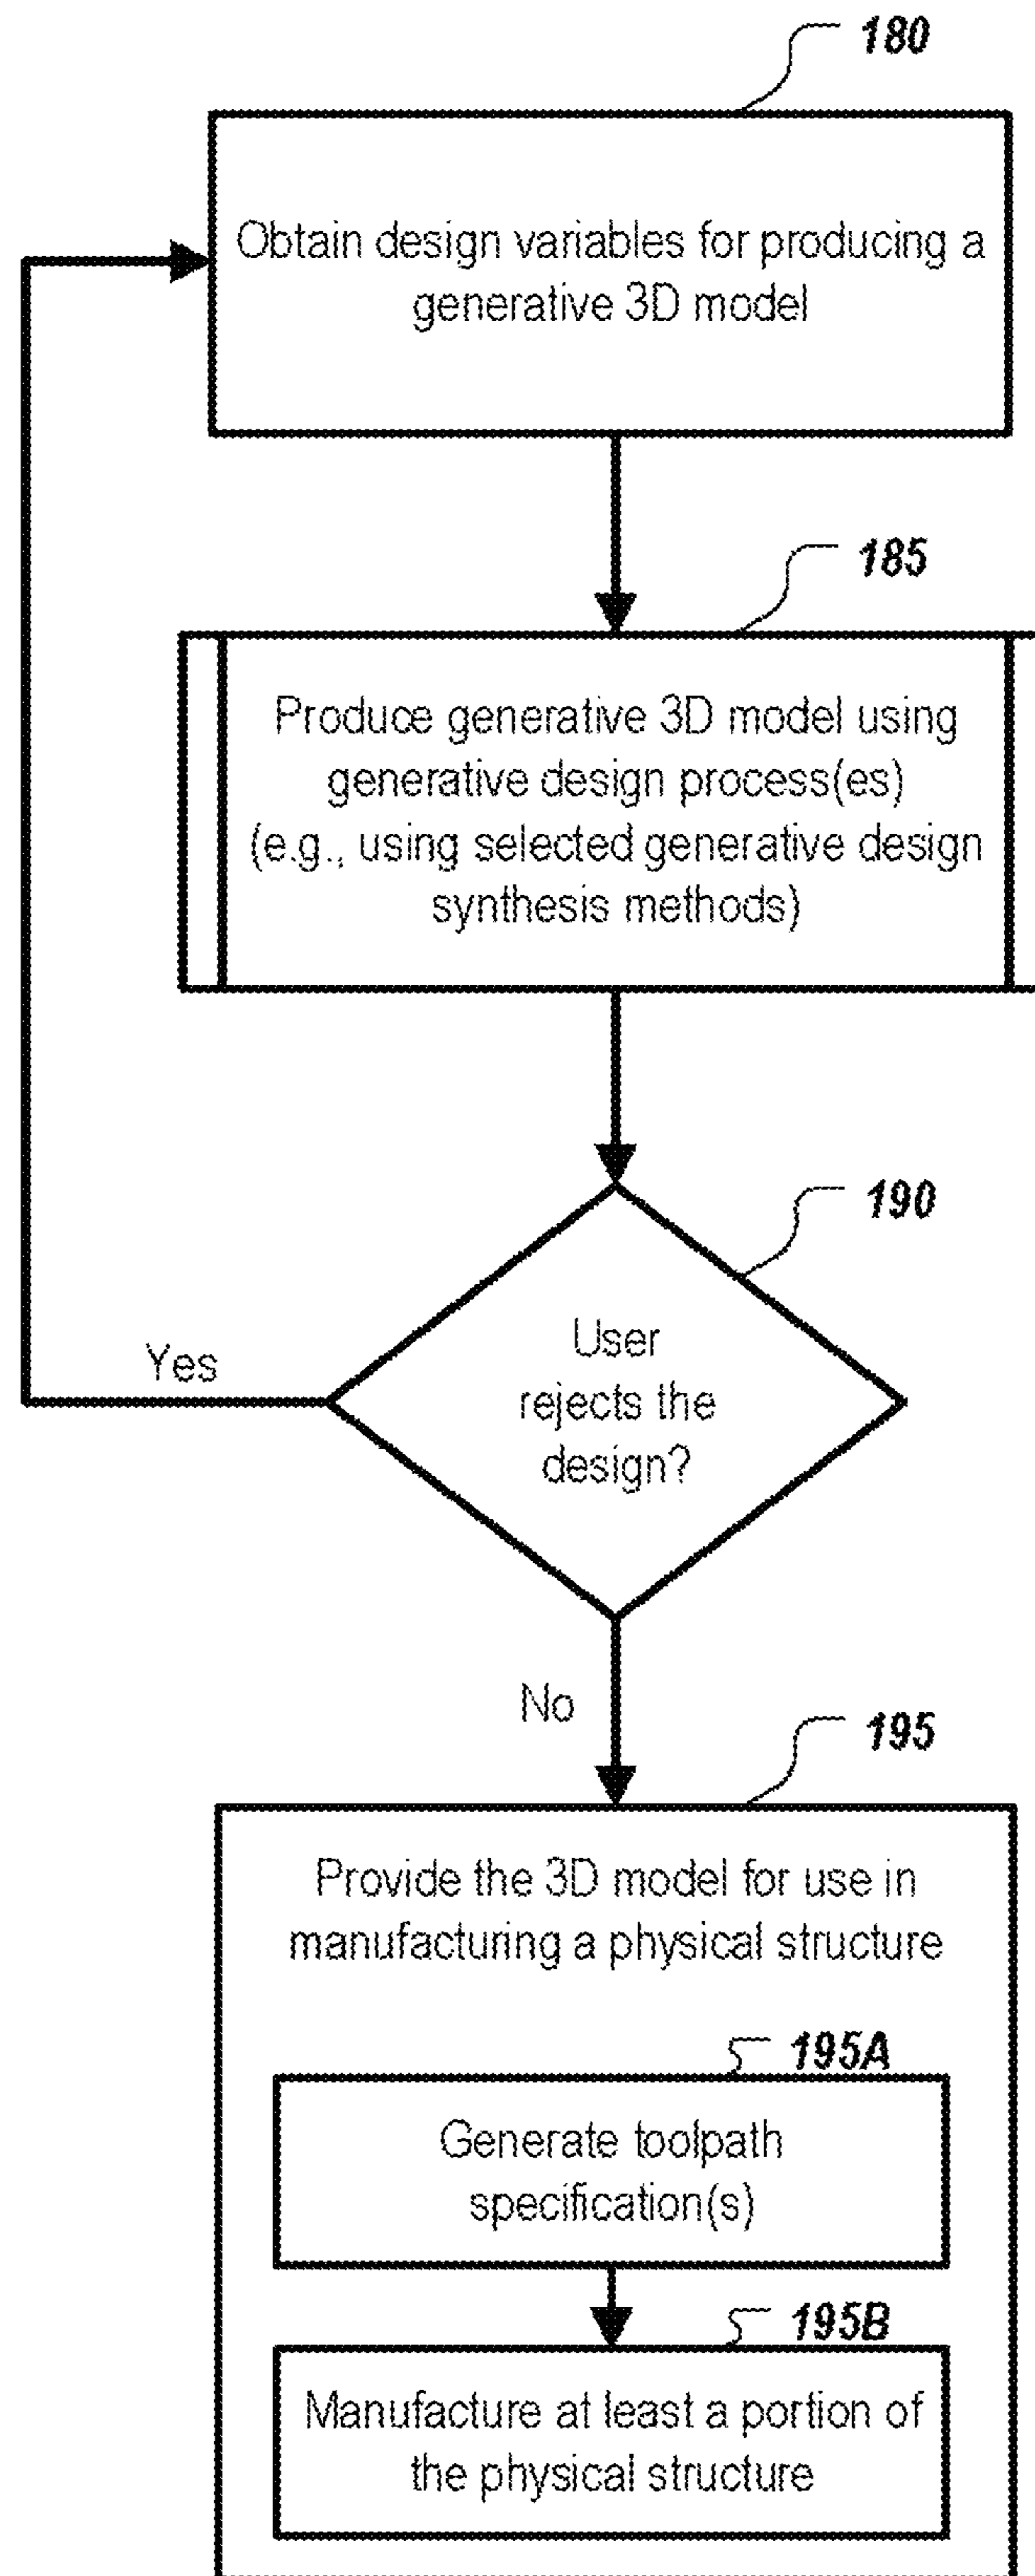 180
Obtain design variables for producing a
generative 3D model
185
Produce generative 3D model using
generative design process(es)
(e.g., using selected generative design
synthesis methods)
190
User
rejects the
design?
Yes
No
195
Provide the 3D model for use in
manufacturing a physical structure
195A
Generate toolpath
specification(s)
195B
Manufacture at least a portion of
the physical structure